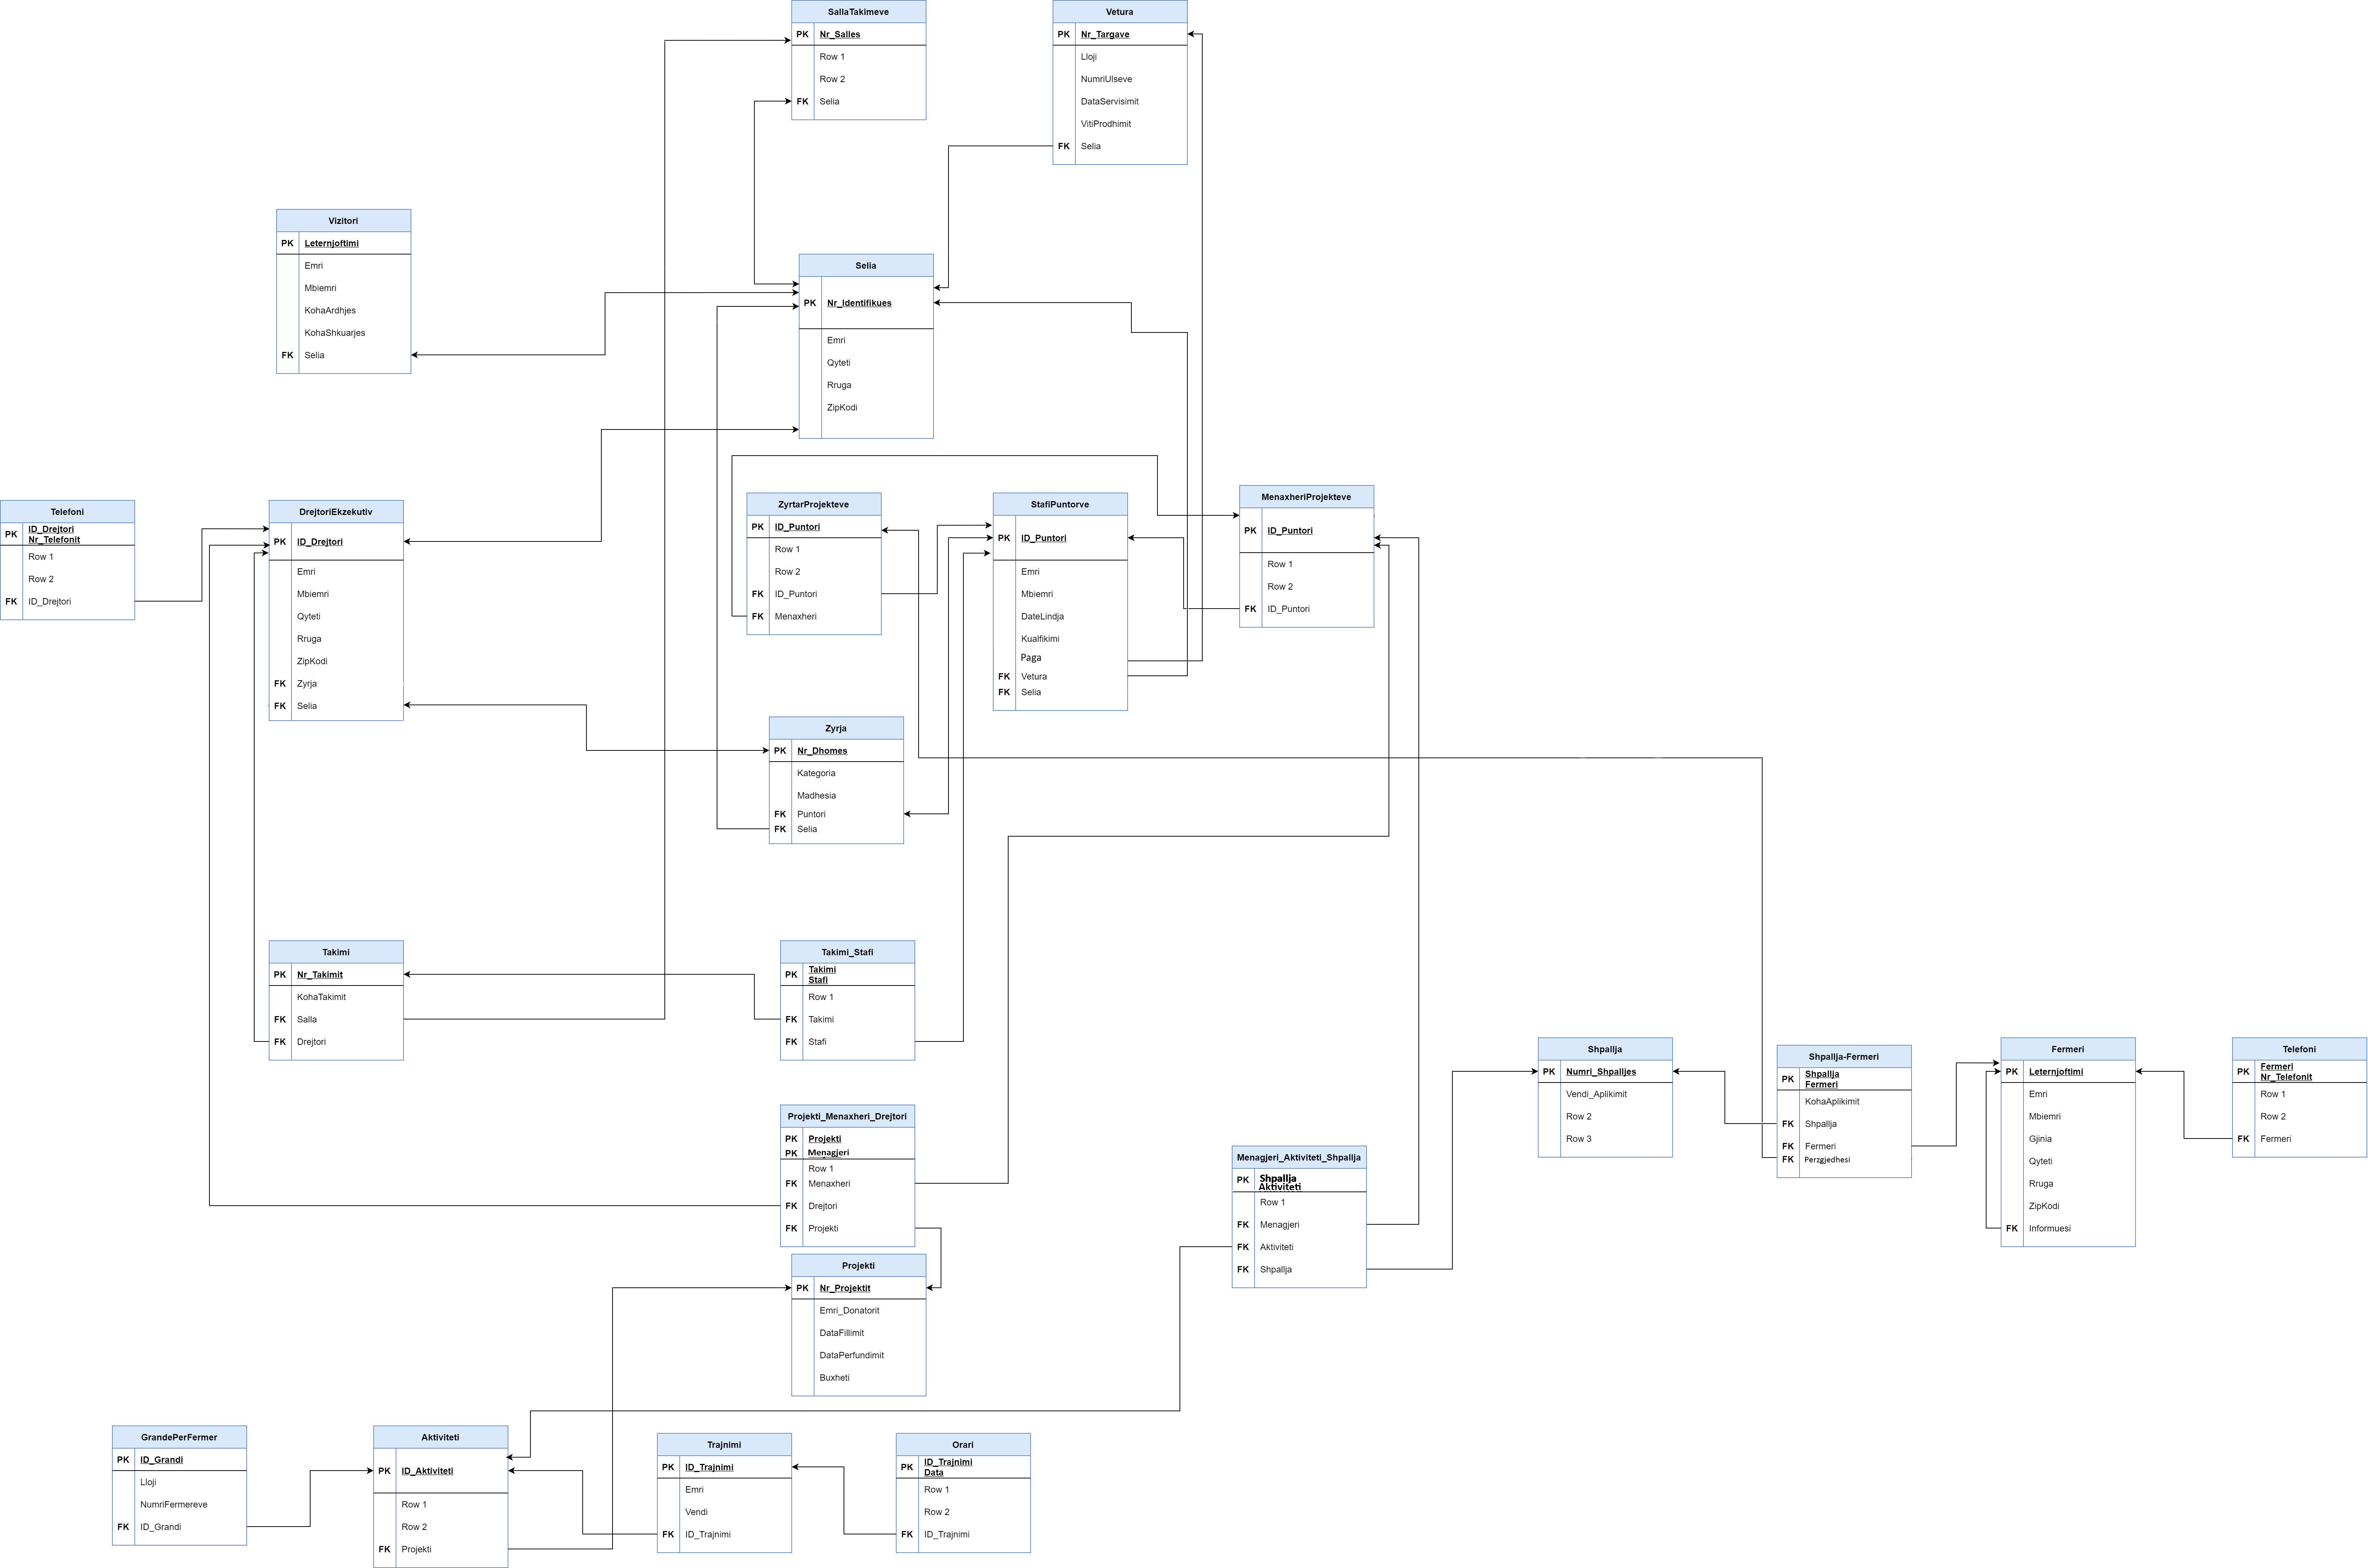 SallaTakimeve
PK Nr_Salles
Row 1
Row 2
FK Selia
Vetura
PK Nr_Targave
Lloji
NumriUlseve
DataServisimit
VitiProdhimit
FK Selia
Vizitori
PK Leternjoftimi
Emri
Mbiemri
KohaArdhjes
KohaShkuarjes
FK Selia
Selia
PK Nr_Identifikues
Emri
Qyteti
Rruga
ZipKodi
Telefoni
PK ID_Drejtori
Nr_Telefonit
Row 1
Row 2
FK ID_Drejtori
DrejtoriEkzekutiv
PK ID_Drejtori
Emri
Mbiemri
Qyteti
Rruga
ZipKodi
FK Zyrja
FK Selia
ZyrtarProjekteve
PK ID_Puntori
Row 1
Row 2
FK ID_Puntori
FK Menaxheri
StafiPuntorve
PK ID_Puntori
Emri
Mbiemri
DateLindja
Kualfikimi
Paga
FK Vetura
FK Selia
MenaxheriProjekteve
PK ID_Puntori
Row 1
Row 2
FK ID_Puntori
Zyrja
PK Nr_Dhomes
Kategoria
Madhesia
FK Puntori
FK Selia
Takimi
PK Nr_Takimit
KohaTakimit
FK Salla
FK Drejtori
Takimi_Stafi
PK Takimi
Stafi
Row 1
FK Takimi
FK Stafi
Projekti_Menaxheri_Drejtori
PK Projekti
PK Menagjeri
Row 1
FK Menaxheri
FK Drejtori
FK Projekti
Menagjeri_Aktiviteti_Shpallja
PK Shpallja
Aktiviteti
Row 1
FK Menagjeri
FK Aktiviteti
FK Shpallja
Shpallja
PK Numri_Shpalljes
Vendi_Aplikimit
Row 2
Row 3
Shpallja-Fermeri
PK Shpallja
Fermeri
KohaAplikimit
FK Shpallja
FK Fermeri
FK Perzgjedhesi
Fermeri
PK Leternjoftimi
Emri
Mbiemri
Gjinia
Qyteti
Rruga
ZipKodi
FK Informuesi
Telefoni
PK Fermeri
Nr_Telefonit
Row 1
Row 2
FK Fermeri
Projekti
PK Nr_Projektit
Emri_Donatorit
DataFillimit
DataPerfundimit
Buxheti
GrandePerFermer
PK ID_Grandi
Lloji
NumriFermereve
FK ID_Grandi
Aktiviteti
PK ID_Aktiviteti
Row 1
Row 2
FK Projekti
Trajnimi
PK ID_Trajnimi
Emri
Vendi
FK ID_Trajnimi
Orari
PK ID_Trajnimi
Data
Row 1
Row 2
FK ID_Trajnimi